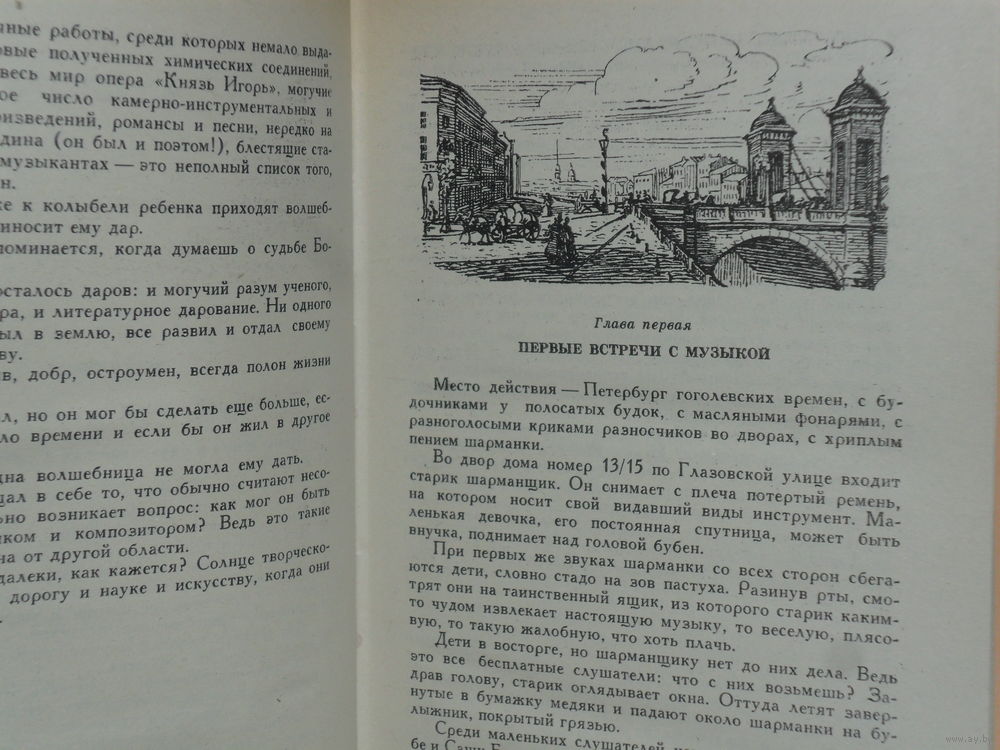 работы, среди которых немало выда-
полученных химических соединений,
весь мир опера «Князь Игорь», могучие
число камерно-инструментальных и
романсы и песни, нередко на
(он был и поэтом!), блестящие ста-
музыкантах — это неполный список того,
к колыбели ребенка приходят волшеб-
ему дар.
когда думаешь о судьбе Бо-
даров: и могучий разум ученого,
и литературное дарование. Ни одного
в землю, все развил и отдал своему
добр, остроумен, всегда полон жизни
но он мог бы сделать еще больше, ес-
времени и если бы он жил в другое
волшебница не могла ему дать.
в себе то, что обычно считают несо-
возникает вопрос: как мог он быть
и композитором? Ведь это такие
от другой области.
далеки, как кажется? Солнце творческо-
дорогу и науке и искусству, когда они
Глава первая
ПЕРВЫЕ ВСТРЕЧИ С МУЗЫКОЙ
Место действия — Петербург гоголевских времен, с бу-
дочниками у полосатых будок, с масляными фонарями, с
разноголосыми криками разносчиков во дворах, с хриплым
пением шарманки.
Во двор дома номер 13/15 по Глазовской улице входит
старик шарманщик. Он снимает с плеча потертый ремень,
на котором носит свой видавший виды инструмент. Ма-
ленькая девочка, его постоянная спутница, может быть
внучка, поднимает над головой бубен.
При первых же звуках шарманки со всех сторон сбега-
ются дети, словно стадо на зов пастуха. Разинув рты, смо-
трят они на таинственный ящик, из которого старик каким-
то чудом извлекает настоящую музыку, то веселую, плясо-
вую, то такую жалобную, что хоть плачь.
Дети в восторге, но шарманщику нет до них дела. Ведь
это все бесплатные слушатели: что с них возьмешь? За-
драв голову, старик оглядывает окна. Оттуда летят завер-
нутые в бумажку медяки и падают около шарманки на бу-
лыжник, покрытый грязью.
Среди маленьких слушателей
бе и Саши
www.ay.by